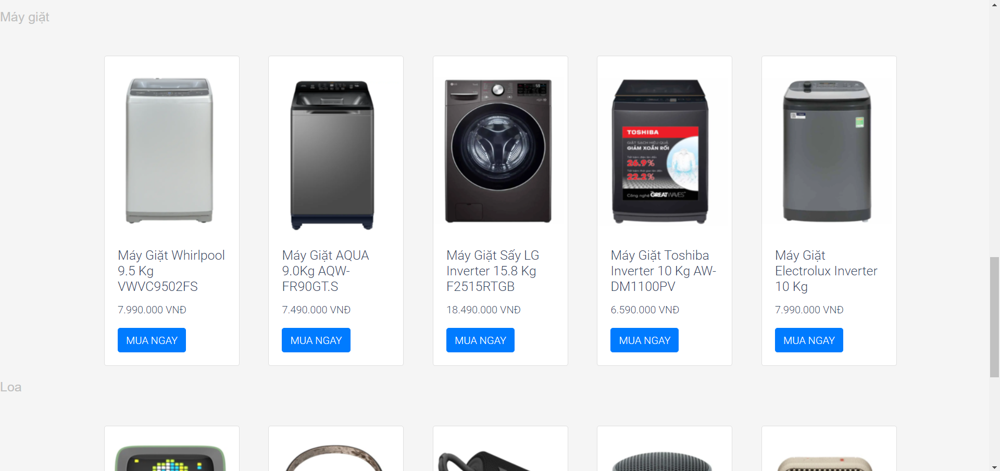 Máy giặt
TOSHIBA
GIẶT SẠCH HIỆU QUẢ
GIẢM XOẮN RỐI
26.9%
22.2%
Công nghệ GREATWAVES
Máy Giặt Whirlpool
9.5 Kg
VWVC9502FS
7.990.000 VNĐ
MUA NGAY
Máy Giặt AQUA
9.0Kg AQW-
FR90GT.S
7.490.000 VNĐ
MUA NGAY
Máy Giặt Sấy LG
Inverter 15.8 Kg
F2515RTGB
18.490.000 VNĐ
MUA NGAY
Máy Giặt Toshiba
Inverter 10 Kg AW-
DM1100PV
6.590.000 VNĐ
MUA NGAY
Máy Giặt
Electrolux Inverter
10 Kg
7.990.000 VNĐ
MUA NGAY
Loa